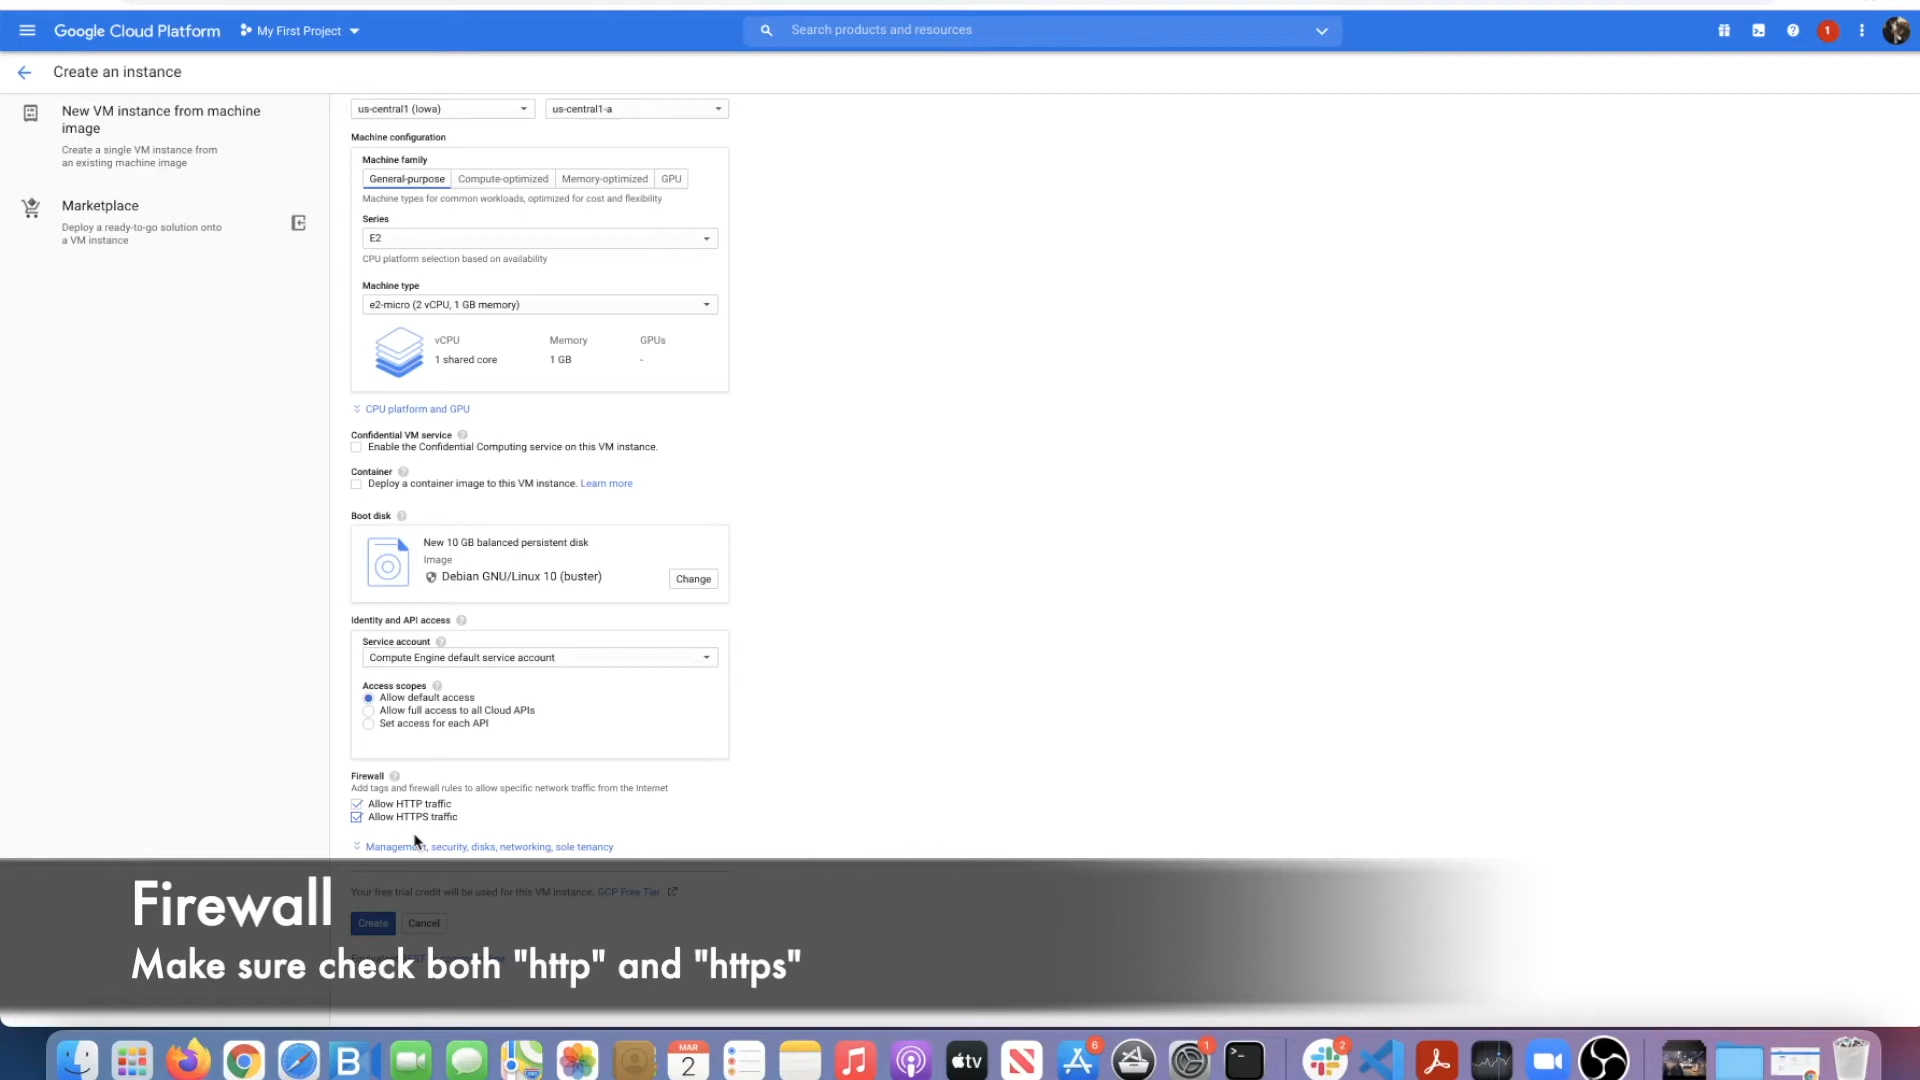 Google Cloud Platform
My First Project
Search products and resources
1
Create an instance
New VM instance from machine
image
Create a single VM instance from
an existing machine image
Marketplace
Deploy a ready-to-go solution onto
a VM instance
us-central1 (Iowa)
us-central1-a
Machine configuration
Machine family
General-purpose
Compute-optimized
Memory-optimized
GPU
Machine types for common workloads, optimized for cost and flexibility
Series
E2
CPU platform selection based on availability
Machine type
e2-micro (2 vCPU, 1 GB memory)
vCPU
Memory
GPUs
1 shared core
1 GB
-
CPU platform and GPU
Confidential VM service
Enable the Confidential Computing service on this VM instance.
Container
Deploy a container image to this VM instance. Learn more
Boot disk
New 10 GB balanced persistent disk
Image
Debian GNU/Linux 10 (buster)
Change
Identity and API access
Service account
Compute Engine default service account
Access scopes
Allow default access
Allow full access to all Cloud APIs
Set access for each API
Firewall
Add tags and firewall rules to allow specific network traffic from the Internet
Allow HTTP traffic
Allow HTTPS traffic
Management, security, disks, networking, sole tenancy
Your free trial credit will be used for this VM instance. GCP Free Tier
Create
Cancel
Firewall
Make sure check both "http" and "https"
MAR
2
tv
6
1
2